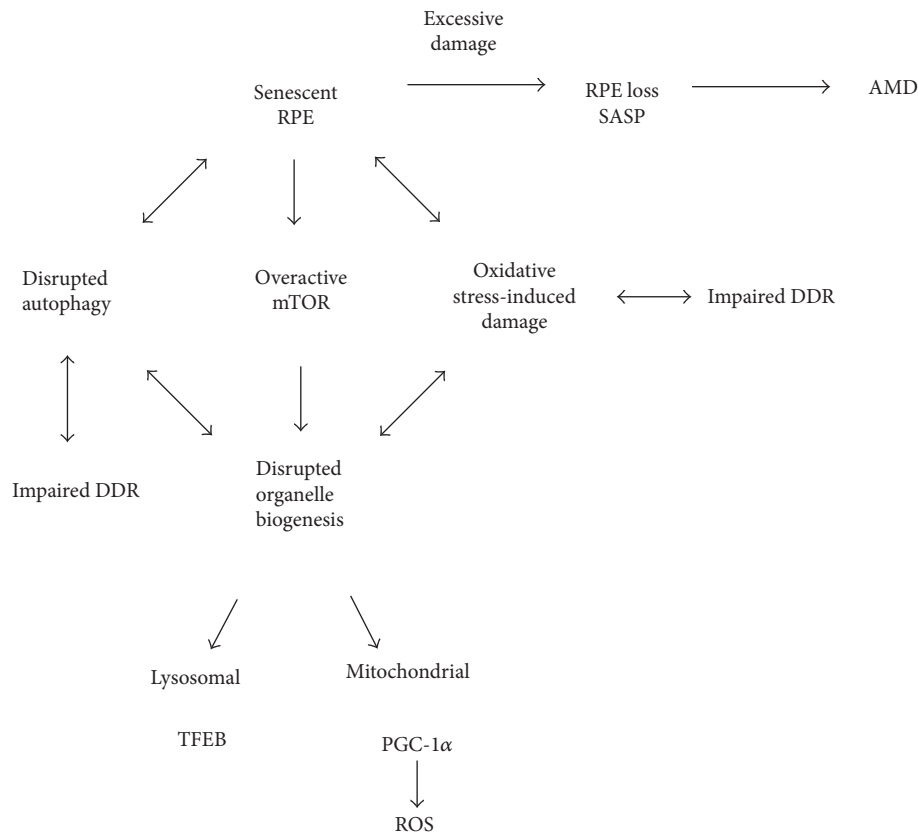 Excessive
damage
Senescent
RPE
RPE loss
SASP
AMD
Disrupted
autophagy
Overactive
mTOR
Oxidative
stress-induced
damage
Impaired DDR
Impaired DDR
Disrupted
organelle
biogenesis
Lysosomal
Mitochondrial
TFEB
PGC-1α
ROS